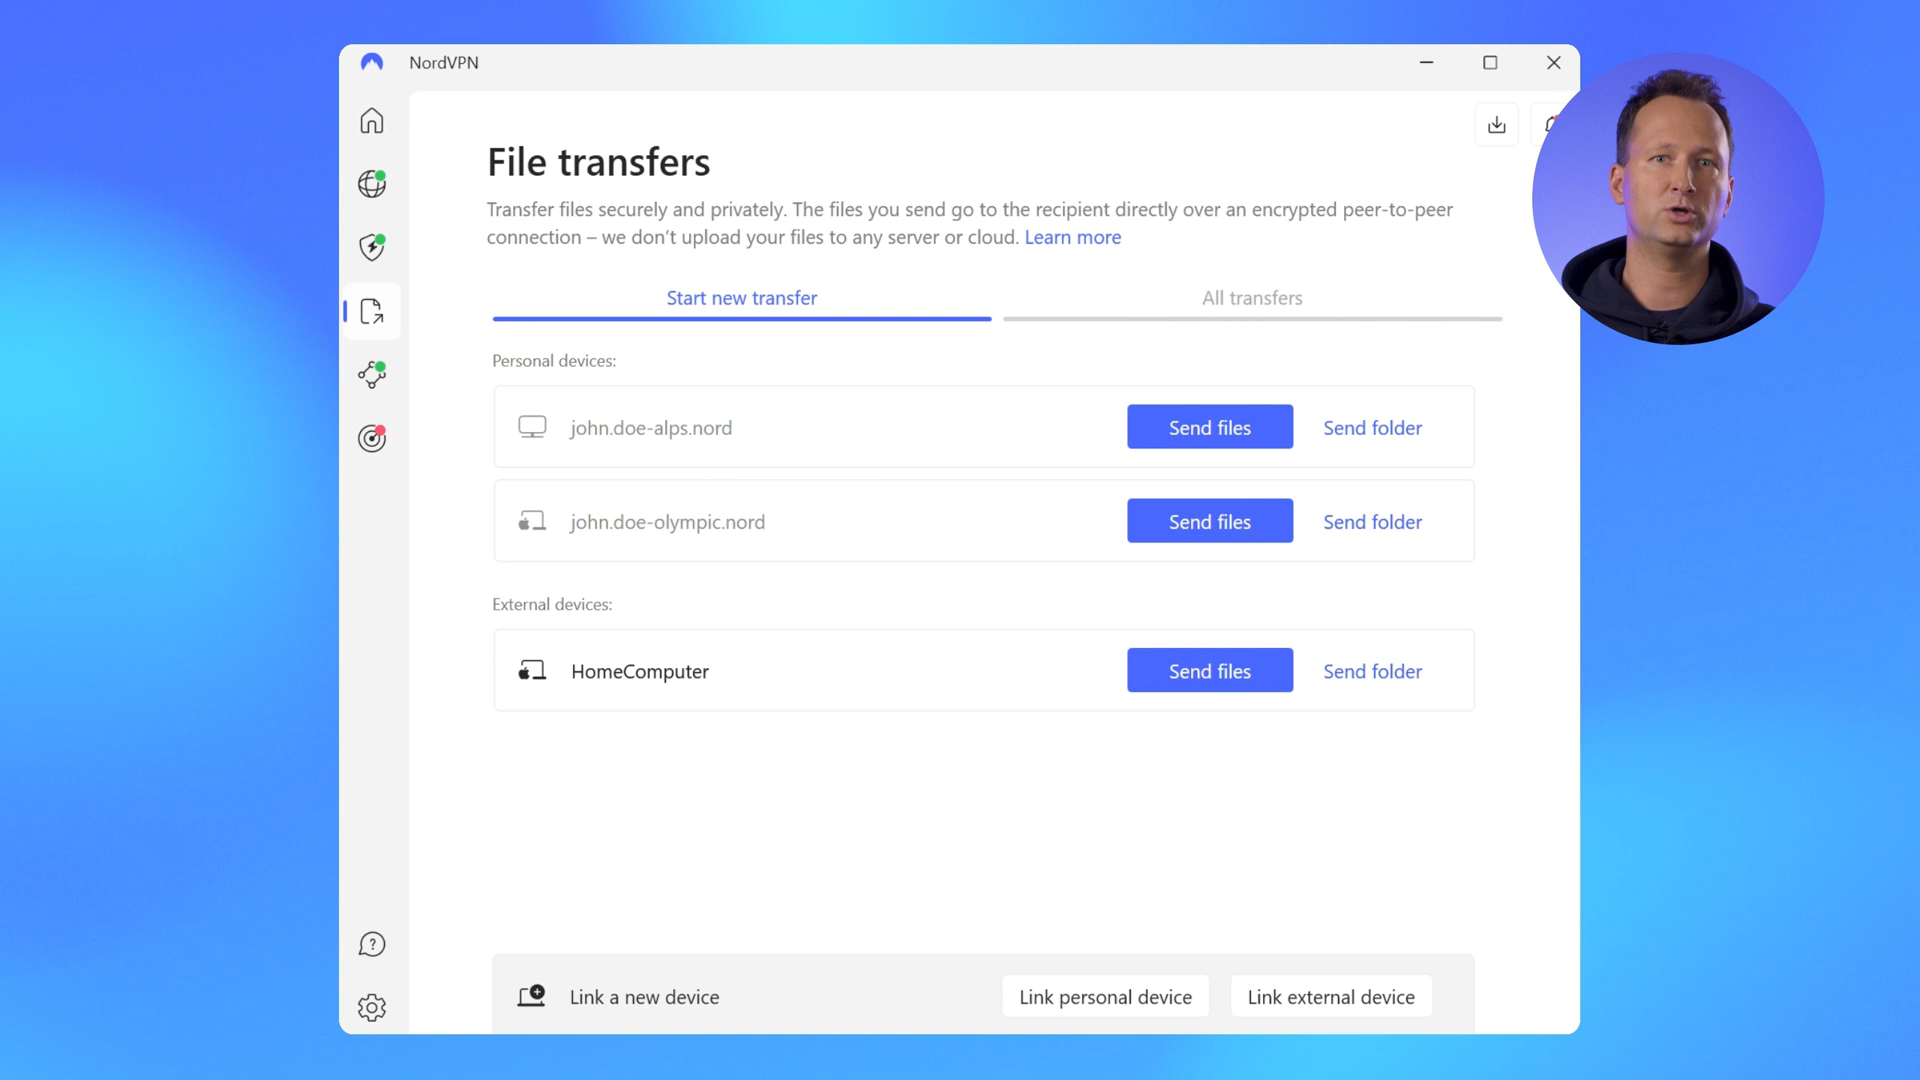 NordVPN
File transfers
Transfer files securely and privately. The files you send go to the recipient directly over an encrypted peer-to-peer
connection – we don’t upload your files to any server or cloud. Learn more
Start new transfer
All transfers
Personal devices:
john.doe-alps.nord
Send files
Send folder
john.doe-olympic.nord
Send files
Send folder
External devices:
HomeComputer
Send files
Send folder
Link a new device
Link personal device
Link external device